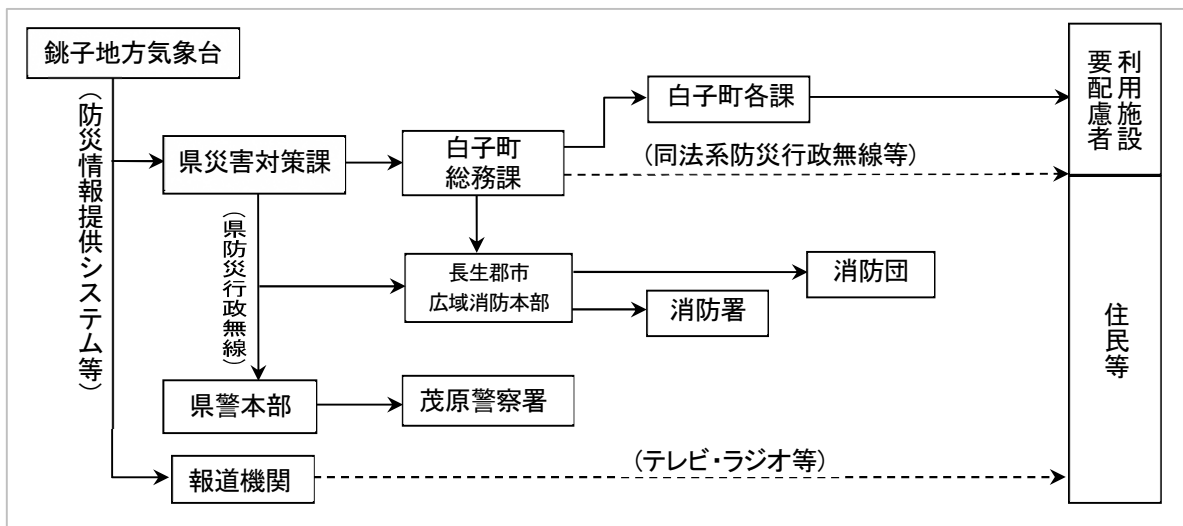 銚子地方気象台
(防災情報提供システム等)
県災害対策課
白子町
総務課
白子町各課
(同法系防災行政無線等)
要配慮者
利用施設
(県防災行政無線)
長生郡市
広域消防本部
消防団
消防署
住民等
県警本部
茂原警察署
報道機関
(テレビ・ラジオ等)